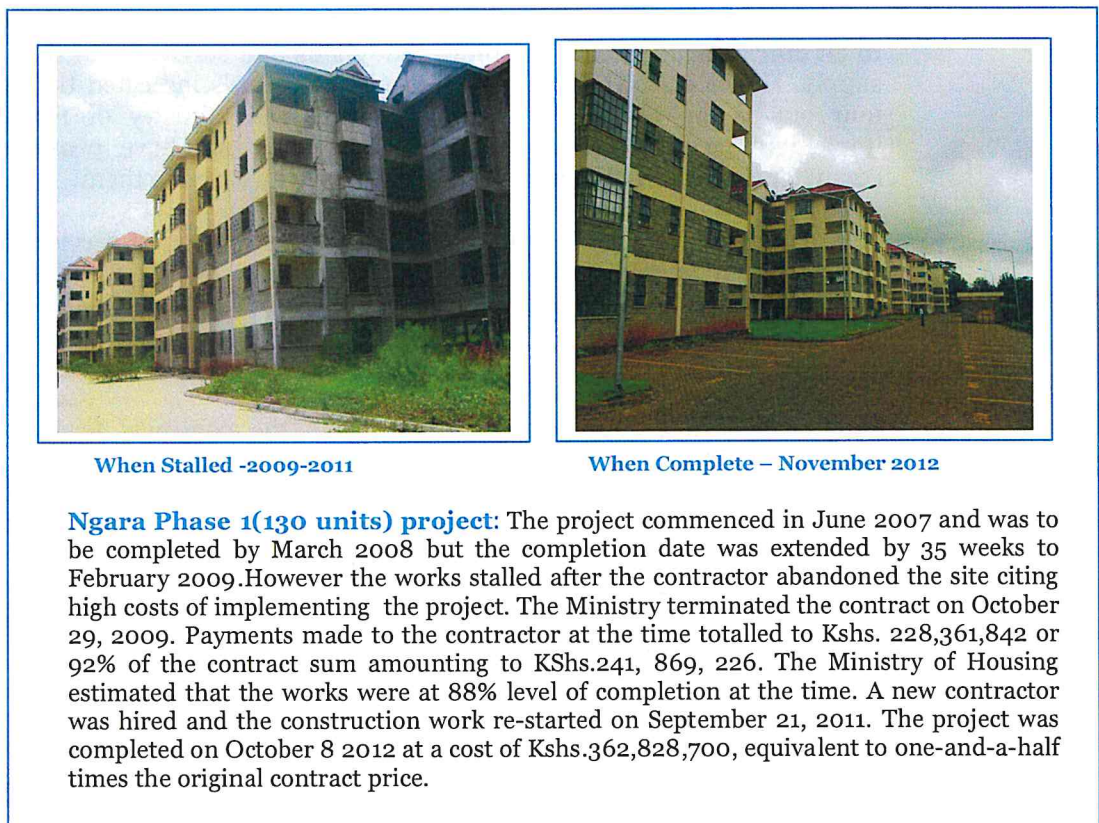 When Stalled -2009-2011
When Complete – November 2012
Ngara Phase 1(130 units) project: The project commenced in June 2007 and was to
be completed by March 2008 but the completion date was extended by 35 weeks to
February 2009.However the works stalled after the contractor abandoned the site citing
high costs of implementing the project. The Ministry terminated the contract on October
29, 2009. Payments made to the contractor at the time totalled to Kshs. 228,361,842 or
92% of the contract sum amounting to KShs.241, 869, 226. The Ministry of Housing
estimated that the works were at 88% level of completion at the time. A new contractor
was hired and the construction work re-started on September 21, 2011. The project was
completed on October 8 2012 at a cost of Kshs.362,828,700, equivalent to one-and-a-half
times the original contract price.